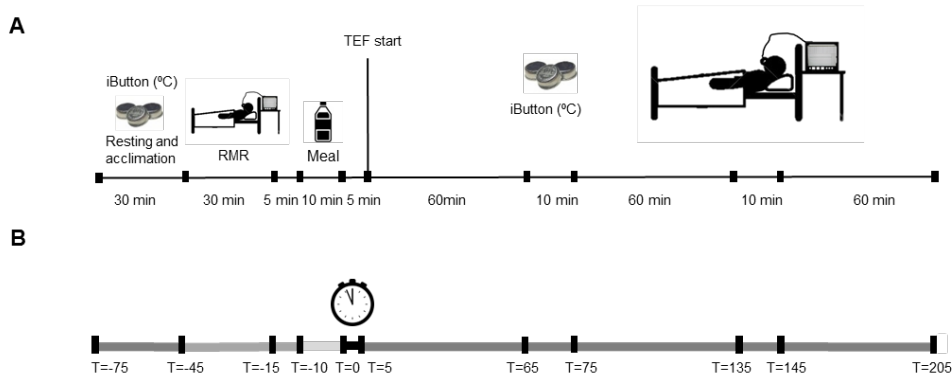 A
TEF start
iButton (ºC)
Resting and
acclimation
RMR
Meal
iButton (ºC)
30 min
30 min
5 min
10 min
5 min
60min
10 min
60 min
10 min
60 min
B
T=-75
T=-45
T=-15
T=-10
T=0
T=5
T=65
T=75
T=135
T=145
T=205